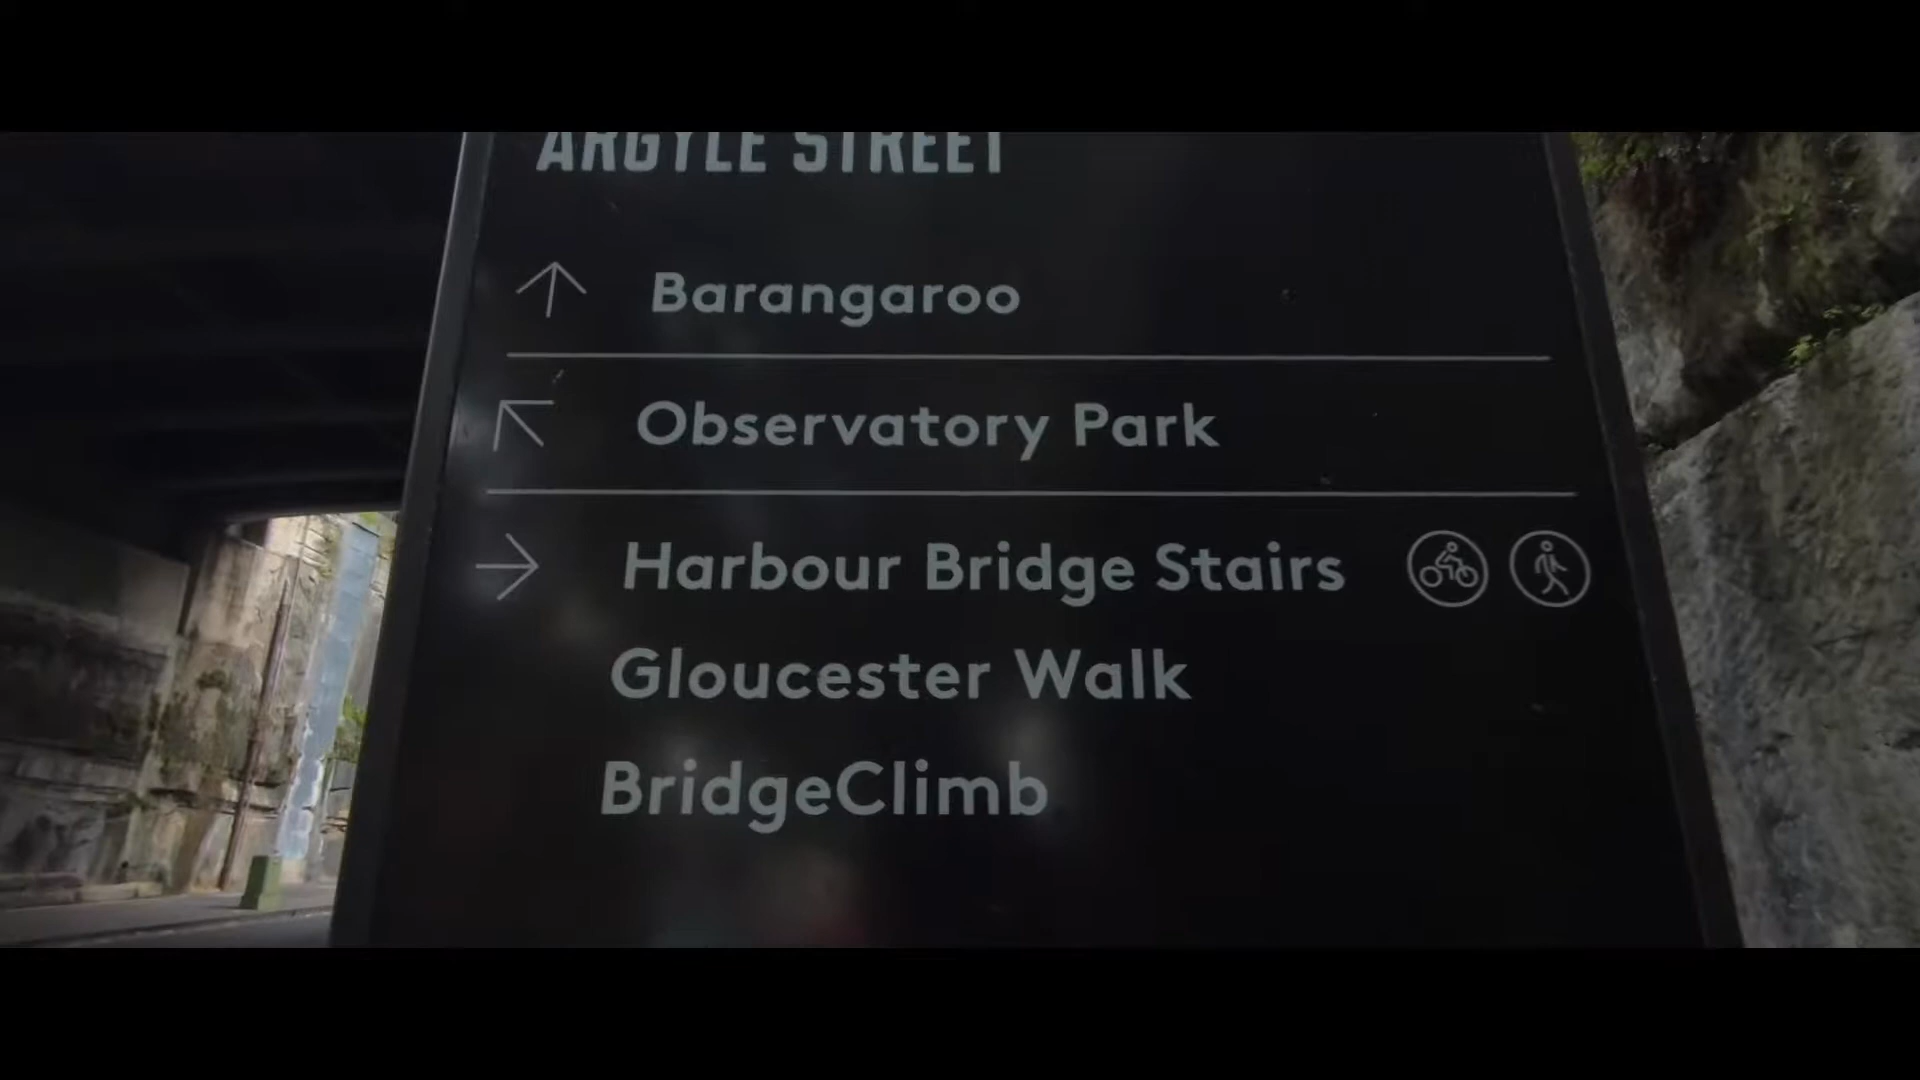 ARGYLE STREET
Barangaroo
Observatory Park
Harbour Bridge Stairs
Gloucester Walk
BridgeClimb